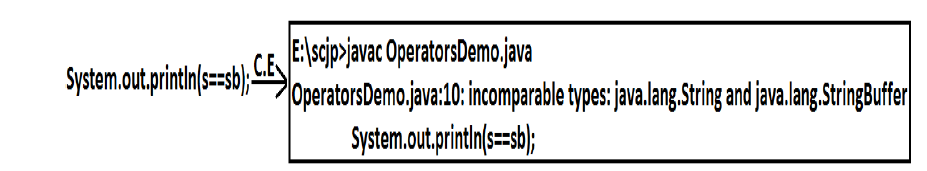 System.out.println(s==sb);
C.E
E:\scjp>javac OperatorsDemo.java
OperatorsDemo.java:10: incomparable types: java.lang.String and java.lang.StringBuffer
System.out.println(s==sb);